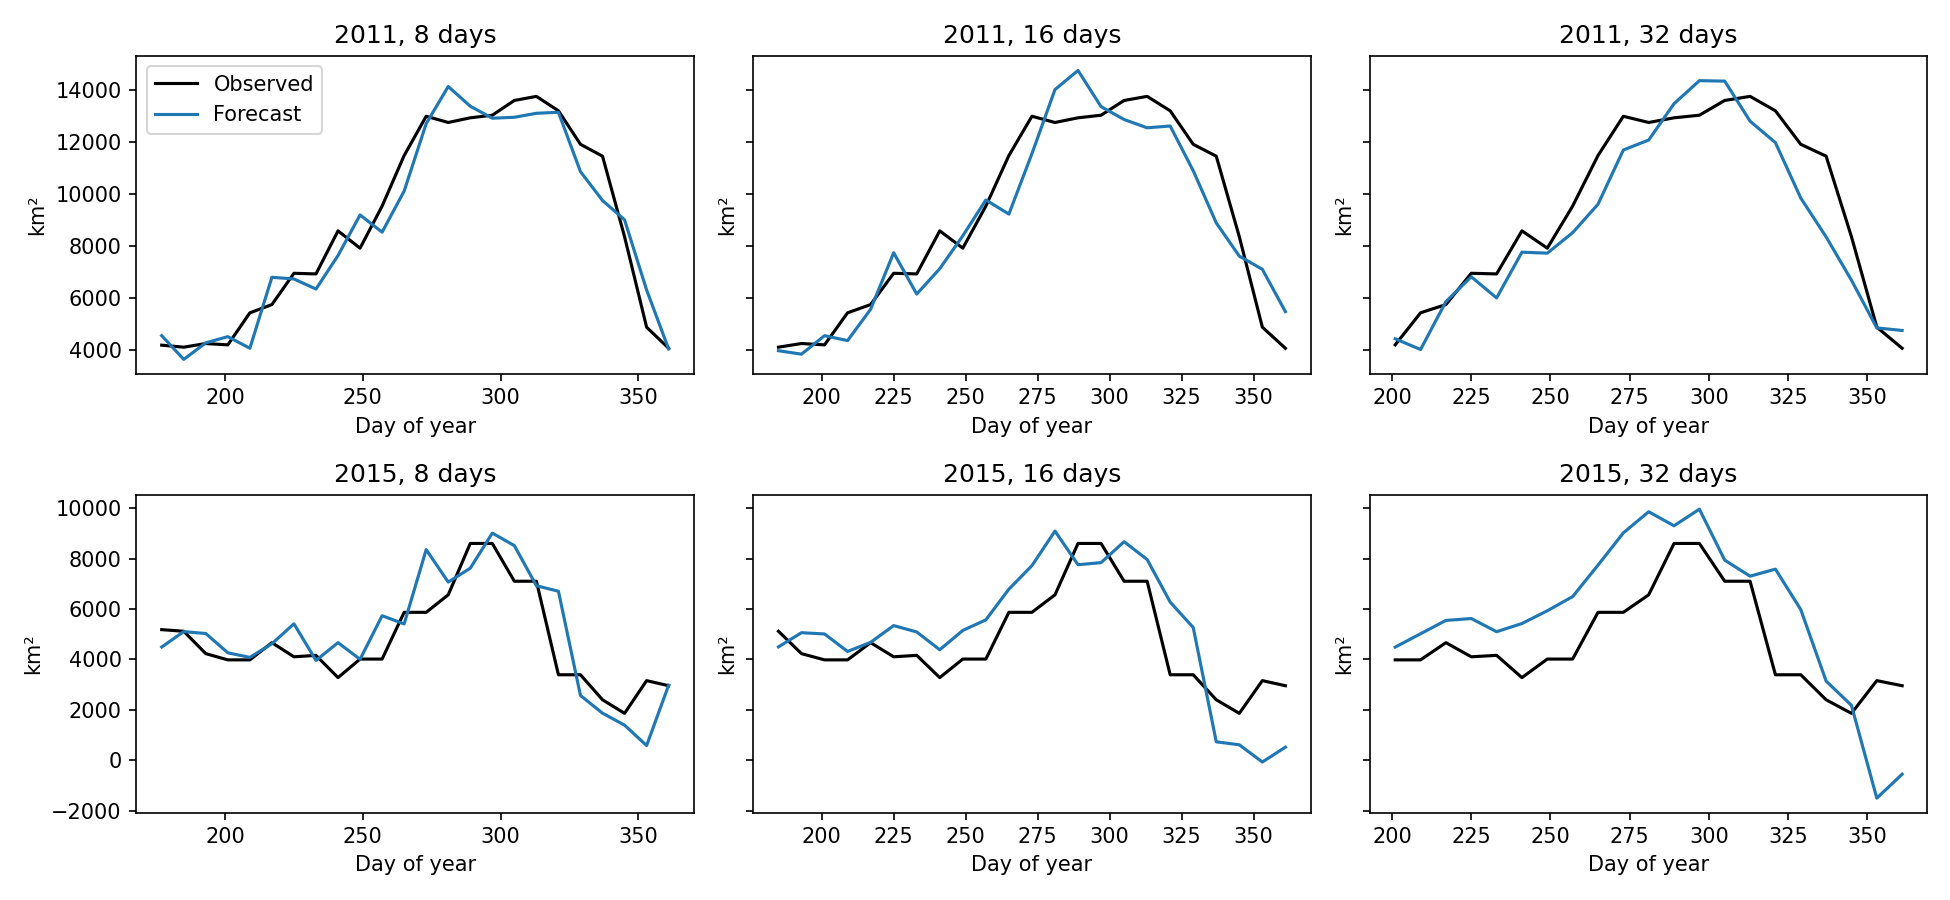 2011, 8 days
2011, 16 days
2011, 32 days
Observed
Forecast
14000
12000
10000
8000
6000
4000
km²
km²
km²
200 250 300 350
200 225 250 275 300 325 350
200 225 250 275 300 325 350
Day of year
Day of year
Day of year
2015, 8 days
2015, 16 days
2015, 32 days
10000
8000
6000
4000
2000
0
−2000
km²
km²
km²
200 250 300 350
200 225 250 275 300 325 350
200 225 250 275 300 325 350
Day of year
Day of year
Day of year